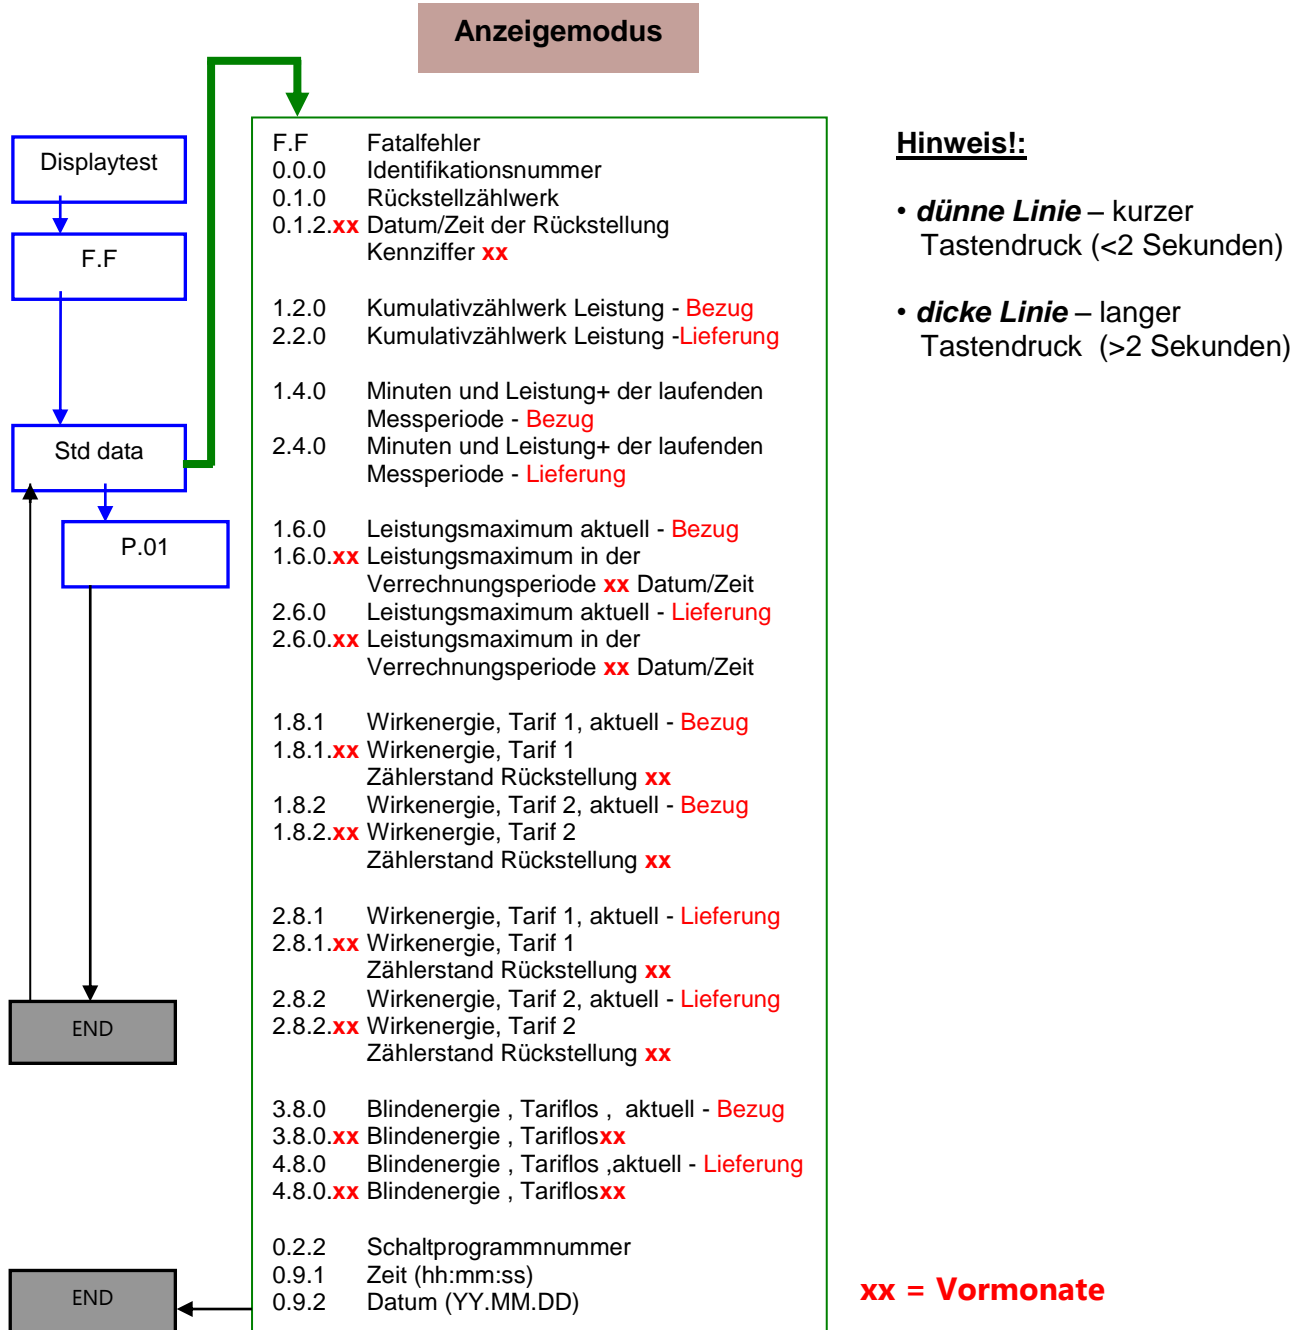 Anzeigemodus
Displaytest
F.F
Std data
P.01
END
END
F.F Fatalfehler
0.0.0 Identifikationsnummer
0.1.0 Rückstellzählwerk
0.1.2.xx Datum/Zeit der Rückstellung
Kennziffer xx
1.2.0 Kumulativzählwerk Leistung - Bezug
2.2.0 Kumulativzählwerk Leistung -Lieferung
1.4.0 Minuten und Leistung+ der laufenden
Messperiode - Bezug
2.4.0 Minuten und Leistung+ der laufenden
Messperiode - Lieferung
1.6.0 Leistungsmaximum aktuell - Bezug
1.6.0.xx Leistungsmaximum in der
Verrechnungsperiode xx Datum/Zeit
2.6.0 Leistungsmaximum aktuell - Lieferung
2.6.0.xx Leistungsmaximum in der
Verrechnungsperiode xx Datum/Zeit
1.8.1 Wirkenergie, Tarif 1, aktuell - Bezug
1.8.1.xx Wirkenergie, Tarif 1
Zählerstand Rückstellung xx
1.8.2 Wirkenergie, Tarif 2, aktuell - Bezug
1.8.2.xx Wirkenergie, Tarif 2
Zählerstand Rückstellung xx
2.8.1 Wirkenergie, Tarif 1, aktuell - Lieferung
2.8.1.xx Wirkenergie, Tarif 1
Zählerstand Rückstellung xx
2.8.2 Wirkenergie, Tarif 2, aktuell - Lieferung
2.8.2.xx Wirkenergie, Tarif 2
Zählerstand Rückstellung xx
3.8.0 Blindenergie , Tariflos , aktuell - Bezug
3.8.0.xx Blindenergie , Tariflosxx
4.8.0 Blindenergie , Tariflos ,aktuell - Lieferung
4.8.0.xx Blindenergie , Tariflosxx
0.2.2 Schaltprogrammnummer
0.9.1 Zeit (hh:mm:ss)
0.9.2 Datum (YY.MM.DD)
Hinweis!:
• dünne Linie – kurzer
Tastendruck (<2 Sekunden)
• dicke Linie – langer
Tastendruck (>2 Sekunden)
xx = Vormonate